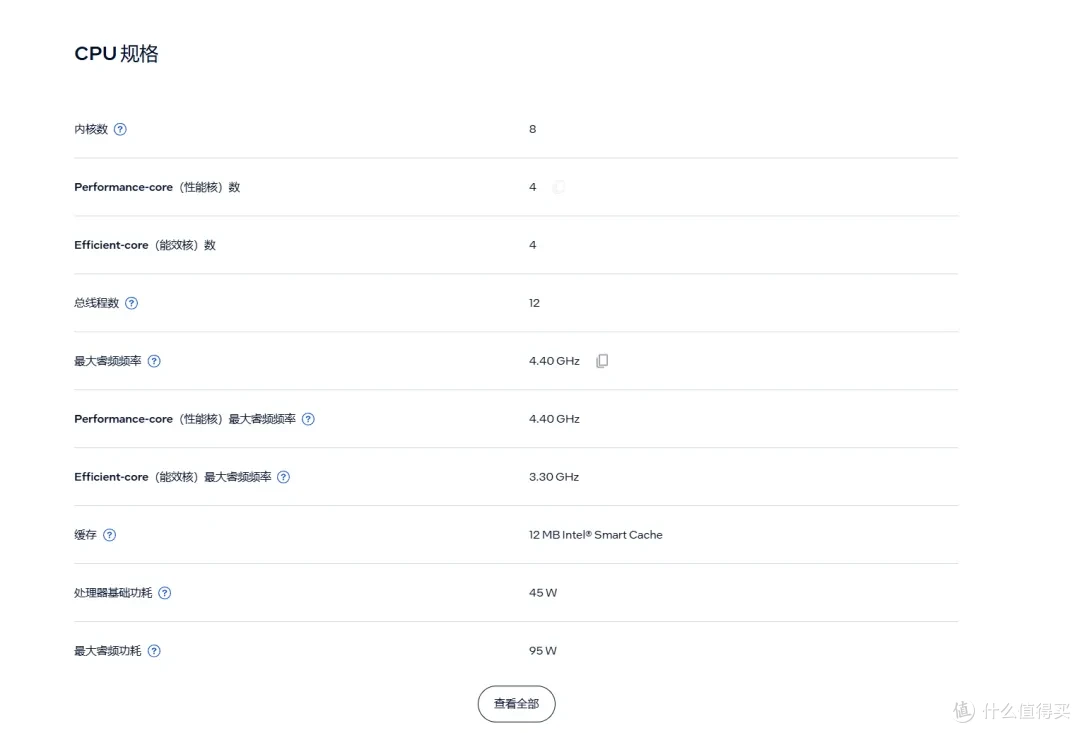 CPU 规格
内核数 ? 8
Performance-core（性能核）数 4
Efficient-core（能效核）数 4
总线程数 ? 12
最大睿频频率 ? 4.40 GHz
Performance-core（性能核）最大睿频频率 ? 4.40 GHz
Efficient-core（能效核）最大睿频频率 ? 3.30 GHz
缓存 ? 12 MB Intel® Smart Cache
处理器基础功耗 ? 45 W
最大睿频功耗 ? 95 W
查看全部
值 什么值得买